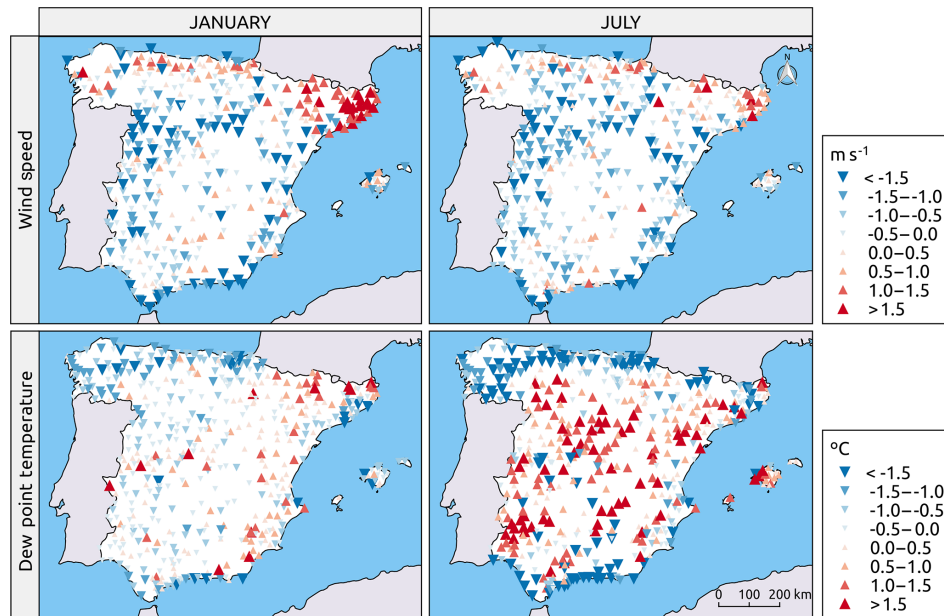 JANUARY
JULY
Wind speed
Dew point temperature
N
m s⁻¹
< -1.5
-1.5–-1.0
-1.0–-0.5
-0.5–0.0
0.0–0.5
0.5–1.0
1.0–1.5
>1.5
ºC
< -1.5
-1.5–-1.0
-1.0–-0.5
-0.5–0.0
0.0–0.5
0.5–1.0
1.0–1.5
>1.5
0 100 200 km